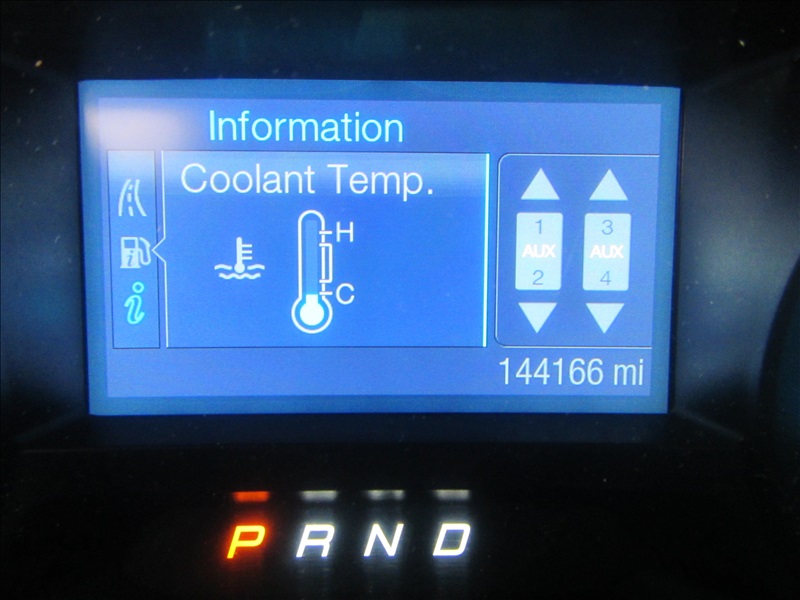 Information
Coolant Temp.
H
C
i
1 3
AUX AUX
2 4
144166 mi
P R N D